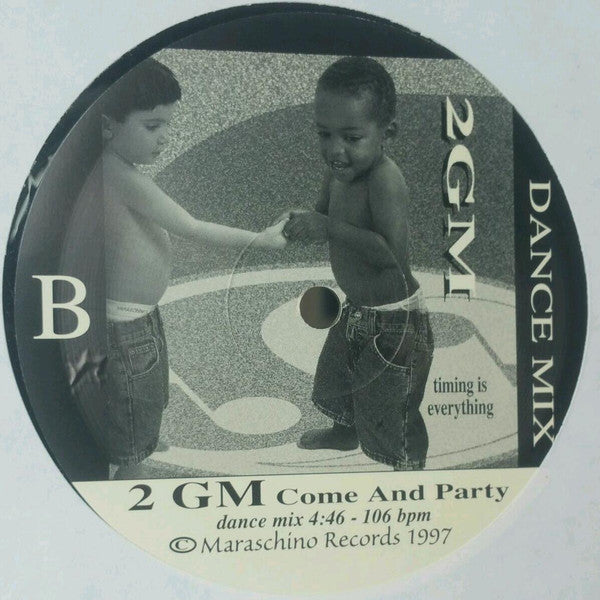 2GM
DANCE MIX
B
timing is
everything
2 GM Come And Party
dance mix 4:46 - 106 bpm
© Maraschino Records 1997